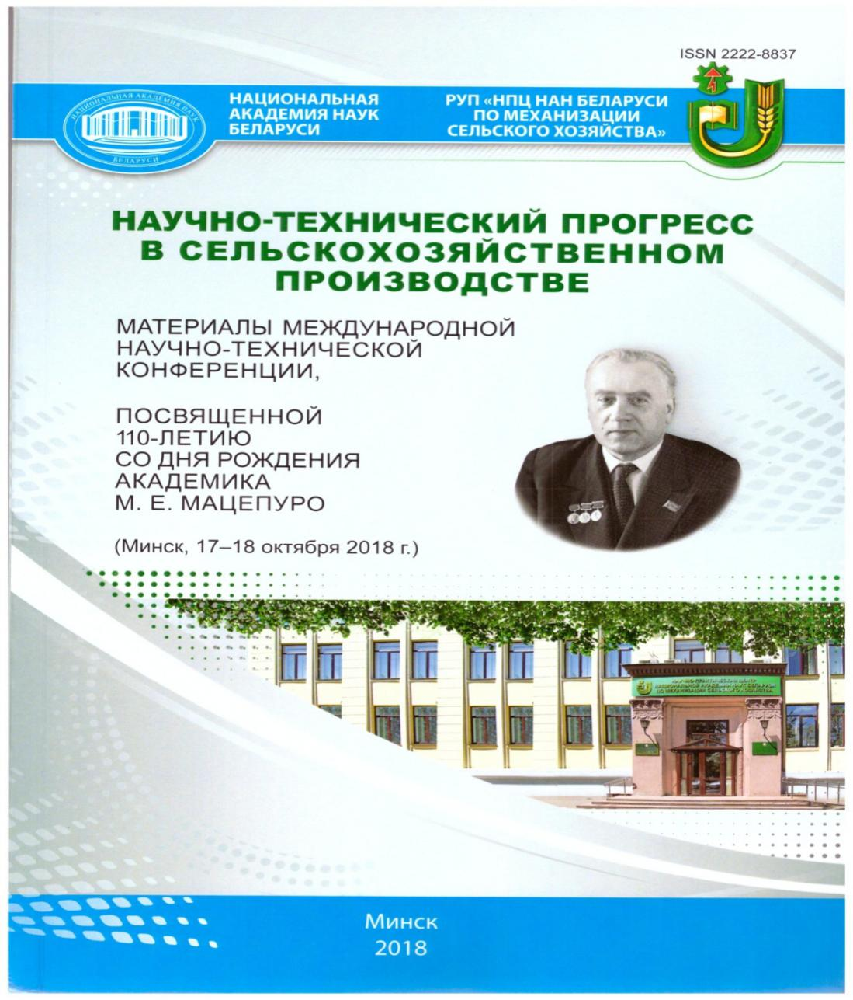 ISSN 2222-8837
НАЦИОНАЛЬНАЯ АКАДЕМИЯ НАУК
БЕЛАРУСИ
НАЦИОНАЛЬНАЯ
АКАДЕМИЯ НАУК
БЕЛАРУСИ
РУП «НПЦ НАН БЕЛАРУСИ
ПО МЕХАНИЗАЦИИ
СЕЛЬСКОГО ХОЗЯЙСТВА»
НАУЧНО-ТЕХНИЧЕСКИЙ ПРОГРЕСС
В СЕЛЬСКОХОЗЯЙСТВЕННОМ
ПРОИЗВОДСТВЕ
МАТЕРИАЛЫ МЕЖДУНАРОДНОЙ
НАУЧНО-ТЕХНИЧЕСКОЙ
КОНФЕРЕНЦИИ,
ПОСВЯЩЕННОЙ
110-ЛЕТИЮ
СО ДНЯ РОЖДЕНИЯ
АКАДЕМИКА
М. Е. МАЦЕПУРО
(Минск, 17–18 октября 2018 г.)
НАУЧНО-ПРАКТИЧЕСКИЙ ЦЕНТР
НАЦИОНАЛЬНОЙ АКАДЕМИИ НАУК БЕЛАРУСИ
ПО МЕХАНИЗАЦИИ СЕЛЬСКОГО ХОЗЯЙСТВА
Минск
2018